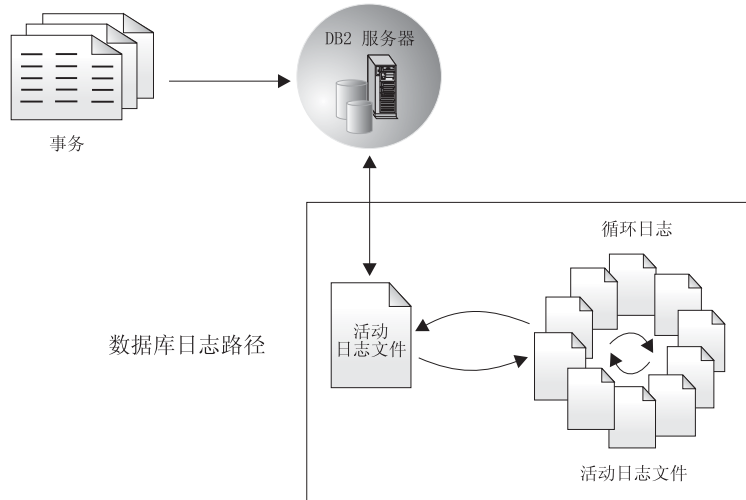 DB2 服务器
事务
循环日志
活动
日志文件
数据库日志路径
活动日志文件